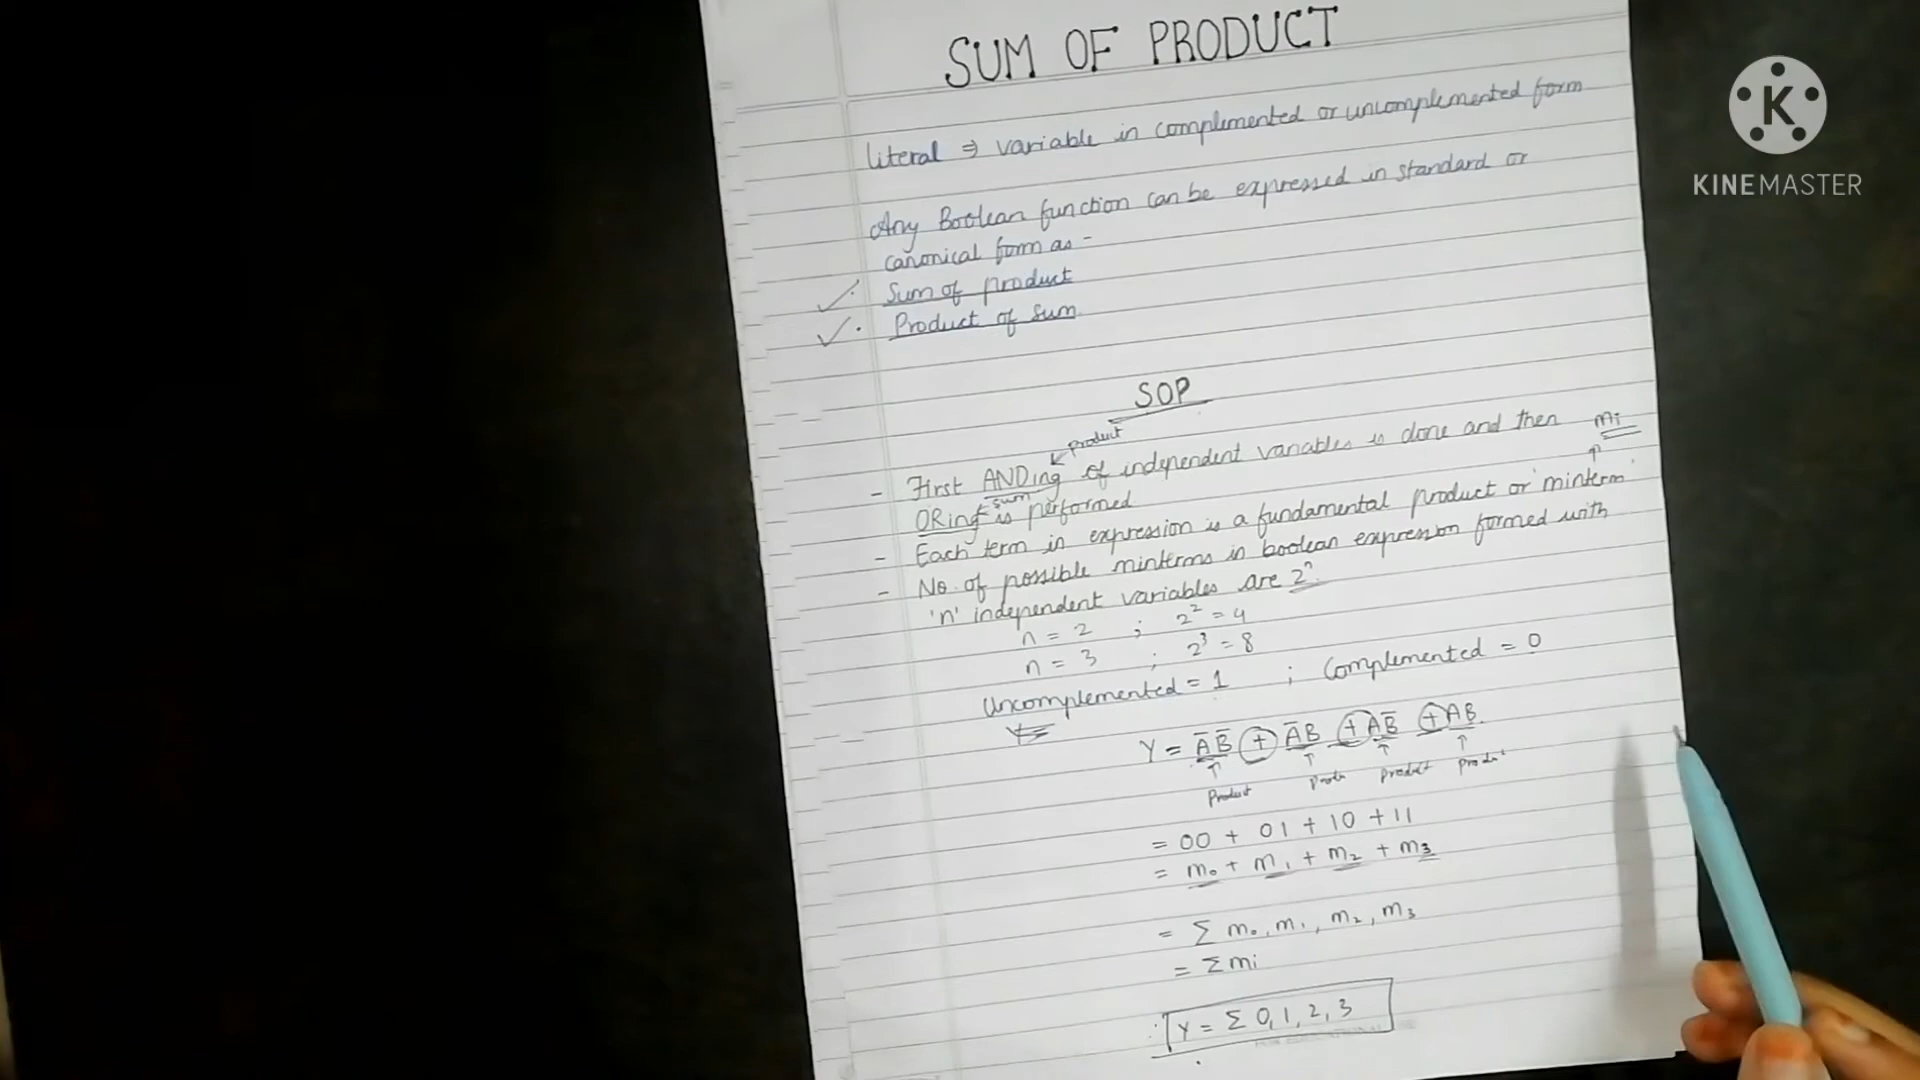 SUM OF PRODUCT
K
KINEMASTER
literal ⇒ variable in complemented or uncomplemented form
Any Boolean function can be expressed in standard or
canonical form as -
✓ · Sum of product
✓ · Product of sum
SOP
product
mi
- First ANDing of independent variables is done and then
sum
ORing is performed
- Each term in expression is a fundamental product or 'minterm'
- No. of possible minterms in boolean expression formed with
'n' independent variables are 2ⁿ.
n = 2 ; 2² = 4
n = 3 ; 2³ = 8
Uncomplemented = 1 ; Complemented = 0
Y =
Y = A̅B̅ + A̅B + AB̅ + AB
Product Product
= 00 + 01 + 10 + 11
= m₀ + m₁ + m₂ + m₃
= Σ m₀, m₁, m₂, m₃
= Σ mi
Y = Σ 0, 1, 2, 3